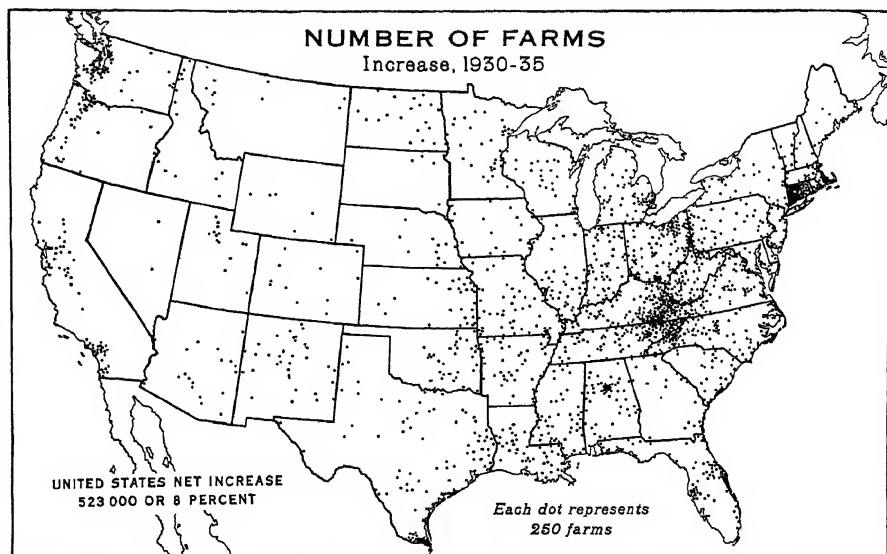 NUMBER OF FARMS
Increase, 1930-35
UNITED STATES NET INCREASE
523 000 OR 8 PERCENT
Each dot represents
250 farms